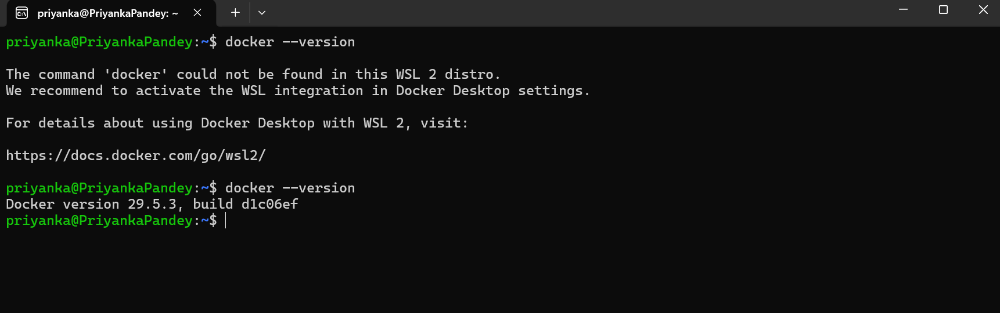 priyanka@PriyankaPandey: ~
priyanka@PriyankaPandey:~$ docker --version
The command 'docker' could not be found in this WSL 2 distro.
We recommend to activate the WSL integration in Docker Desktop settings.
For details about using Docker Desktop with WSL 2, visit:
https://docs.docker.com/go/wsl2/
priyanka@PriyankaPandey:~$ docker --version
Docker version 29.5.3, build d1c06ef
priyanka@PriyankaPandey:~$